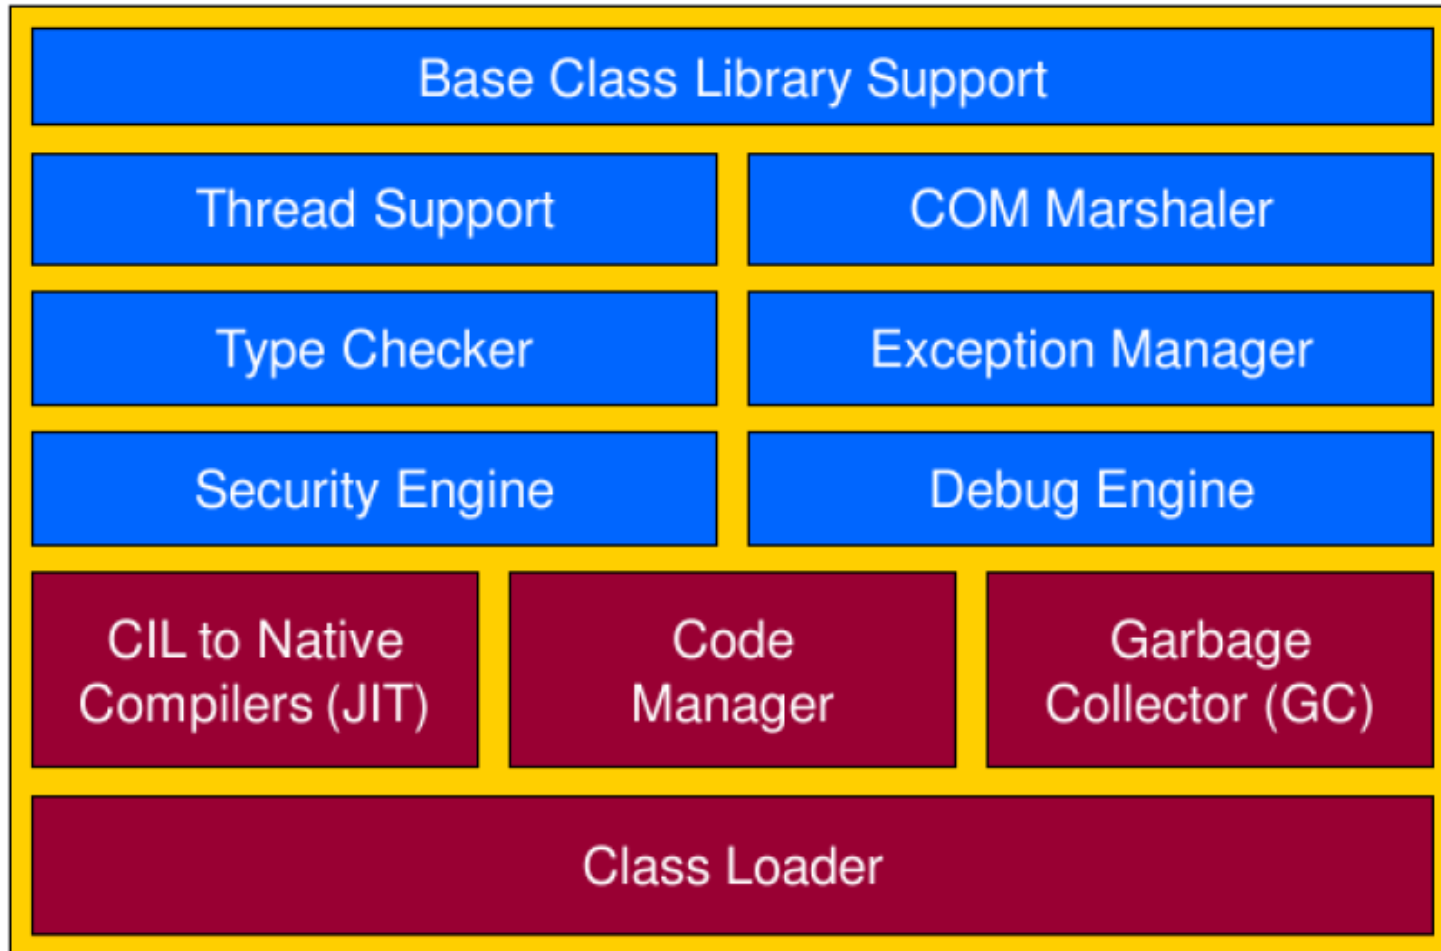 Base Class Library Support
Thread Support
COM Marshaler
Type Checker
Exception Manager
Security Engine
Debug Engine
CIL to Native
Compilers (JIT)
Code
Manager
Garbage
Collector (GC)
Class Loader